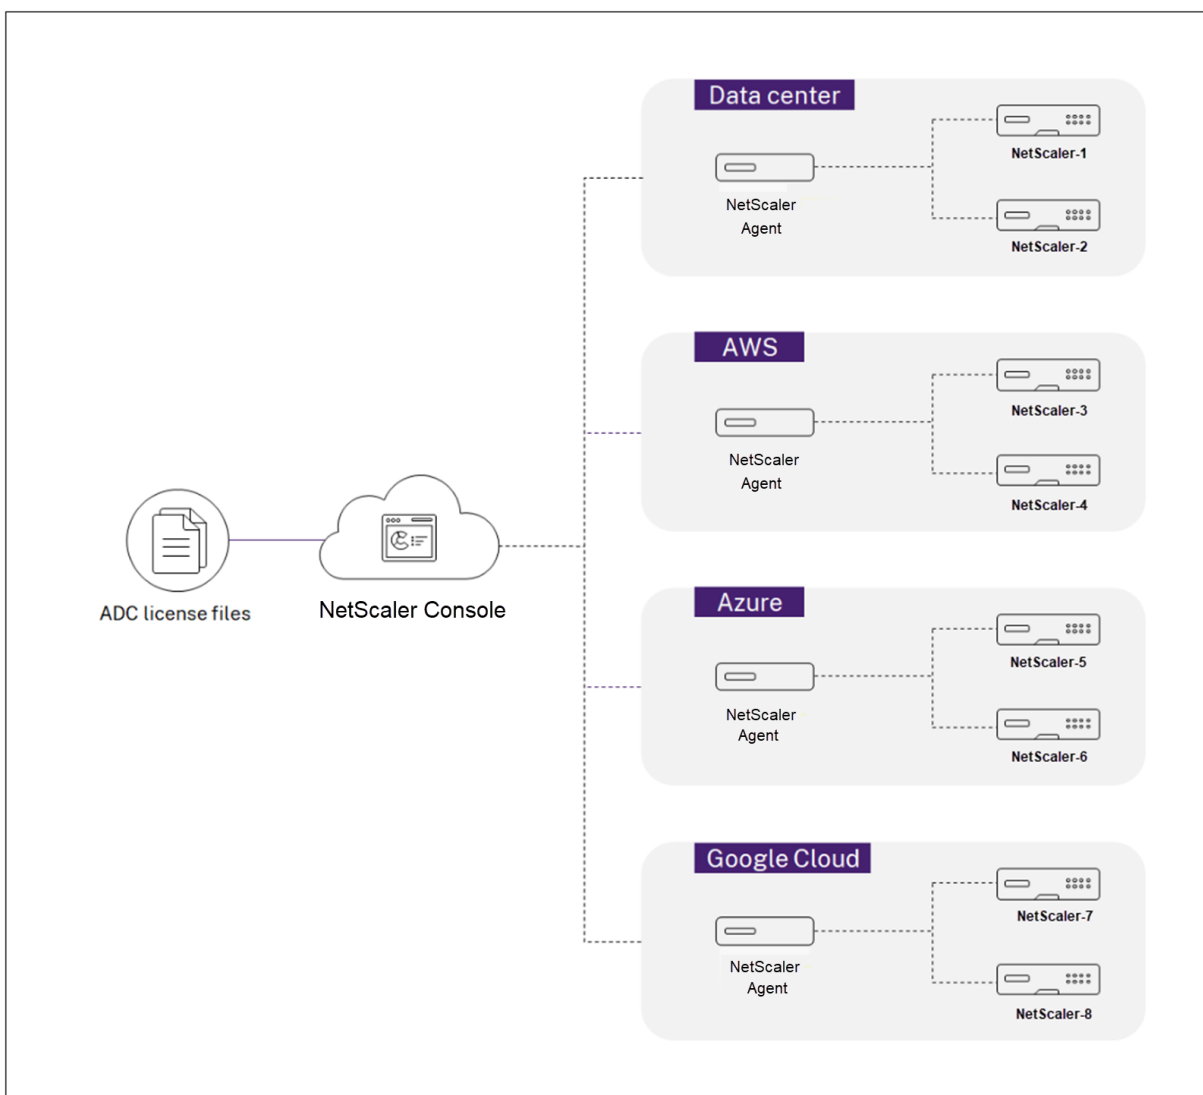 Data center
NetScaler-1
NetScaler
Agent
NetScaler-2
AWS
NetScaler-3
NetScaler
Agent
NetScaler-4
ADC license files
NetScaler Console
Azure
NetScaler-5
NetScaler
Agent
NetScaler-6
Google Cloud
NetScaler-7
NetScaler
Agent
NetScaler-8